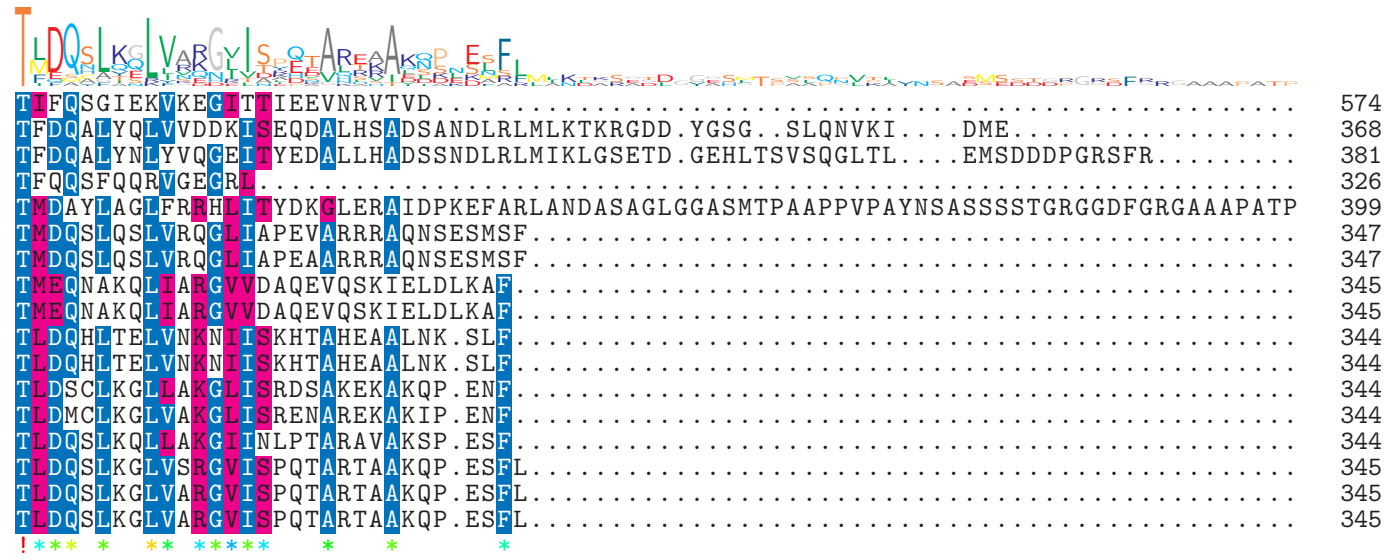 TIFQSGIEKVKEGITTIEEVNRVTVD...................................................... 574
TFDQALYQLVVDDKISEQDALHSADSANDLRLMLKTKRGDD.YGSG..SLQNVKI....DME.................. 368
TFDQALYNLYVQGEITYEDALLHADSSNDLRLMIKLGSETD.GEHLTSVSQGLTL....EMSDDDPGRSFR......... 381
TFQQSFQQRVGEGRL................................................................. 326
TMDAYLAGLFRRHLITYDKGLERAIDPKEFARLANDASAGLGGASMTPAAPPVPAYNSASSSSTGRGGDFGRGAAAPATP 399
TMDQSLQSLVRQGLIAPEVARRRAQNSESMSF................................................ 347
TMDQSLQSLVRQGLIAPEAARRRAQNSESMSF................................................ 347
TMEQNAKQLIARGVVDAQEVQSKIELDLKAF................................................. 345
TMEQNAKQLIARGVVDAQEVQSKIELDLKAF................................................. 345
TLDQHLTELVNKNIISKHTAHEAALNK.SLF................................................. 344
TLDQHLTELVNKNIISKHTAHEAALNK.SLF................................................. 344
TLDSCLKGLLAKGLISRDSAKEKAKQP.ENF................................................. 344
TLDMCLKGLVAKGLISRENAREKAKIP.ENF................................................. 344
TLDQSLKQLLAKGIINLPTARAVAKSP.ESF................................................. 344
TLDQSLKGLVSRGVISPQTARTAAKQP.ESFL................................................ 345
TLDQSLKGLVARGVISPQTARTAAKQP.ESFL................................................ 345
TLDQSLKGLVARGVISPQTARTAAKQP.ESFL................................................ 345
!*** *  ** *****   *   *      *